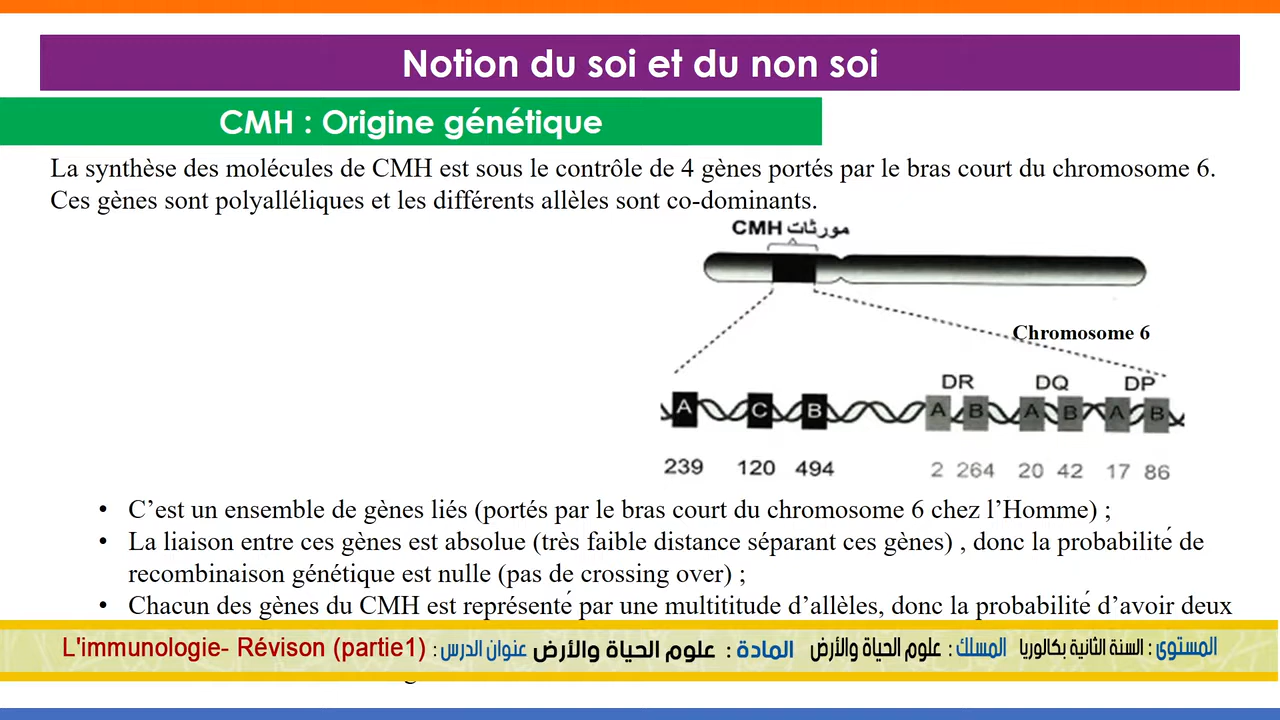 Notion du soi et du non soi
CMH : Origine génétique
La synthèse des molécules de CMH est sous le contrôle de 4 gènes portés par le bras court du chromosome 6.
Ces gènes sont polyalléliques et les différents allèles sont co-dominants.
CMH مورثات
Chromosome 6
DR DQ DP
A C B A B A B A B
239 120 494 2 264 20 42 17 86
• C’est un ensemble de gènes liés (portés par le bras court du chromosome 6 chez l’Homme) ;
• La liaison entre ces gènes est absolue (très faible distance séparant ces gènes) , donc la probabilité de
recombinaison génétique est nulle (pas de crossing over) ;
• Chacun des gènes du CMH est représenté par une multititude d’allèles, donc la probabilité d’avoir deux
المستوى : السنة الثانية بكالوريا المسلك : علوم الحياة والأرض المادة : علوم الحياة والأرض عنوان الدرس : L'immunologie- Révison (partie1)